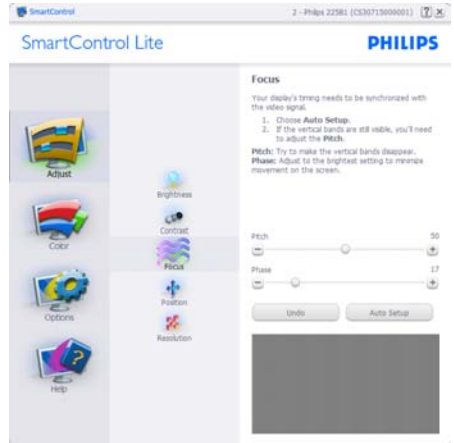 SmartControl
2 - Philips 225B1 (CS30715000001)
SmartControl Lite
PHILIPS
Adjust
Color
Options
Help
Brightness
Contrast
Focus
Position
Resolution
Focus
Your display's timing needs to be synchronized with
the video signal.
1. Choose Auto Setup.
2. If the vertical bands are still visible, you'll need
to adjust the Pitch.
Pitch: Try to make the vertical bands disappear.
Phase: Adjust to the brightest setting to minimize
movement on the screen.
Pitch 50
Phase 17
Undo
Auto Setup